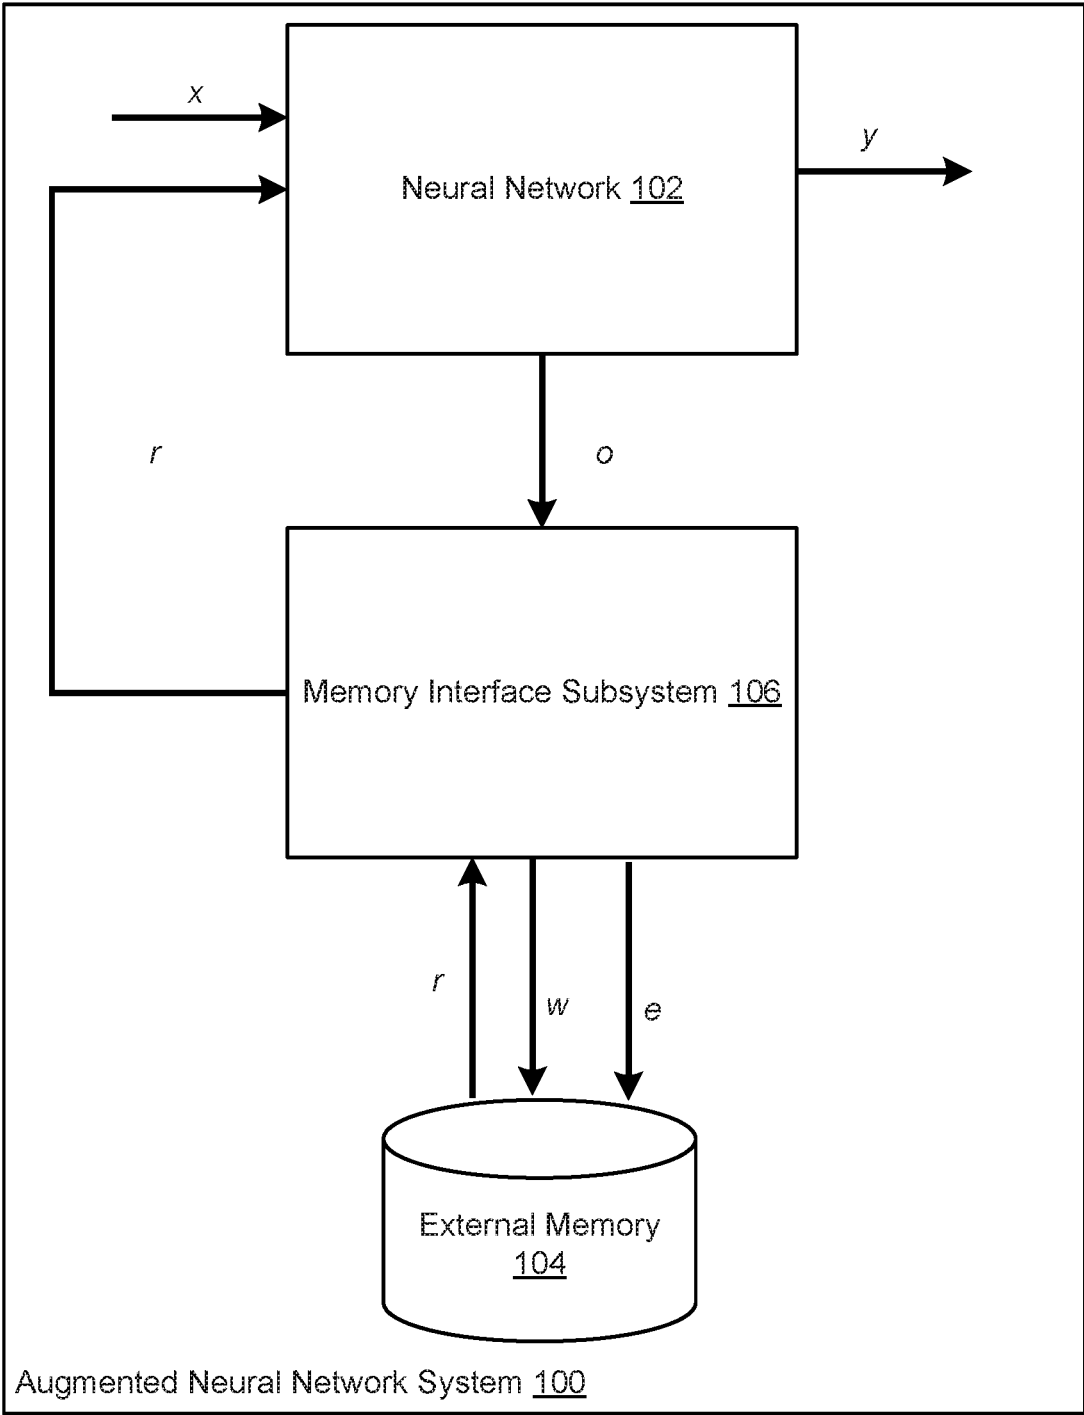 x
y
Neural Network 102
r
o
Memory Interface Subsystem 106
r
w
e
External Memory
104
Augmented Neural Network System 100